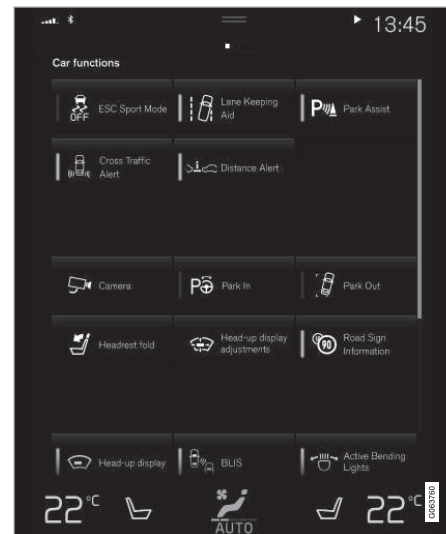 13:45
Car functions
OFF
ESC Sport Mode
Lane Keeping
Aid
P
Park Assist
Cross Traffic
Alert
Distance Alert
Camera
P
Park In
Park Out
Headrest fold
Head-up display
adjustments
90
Road Sign
Information
Head-up display
BLIS
Active Bending
Lights
22°C
AUTO
22°C
G063760